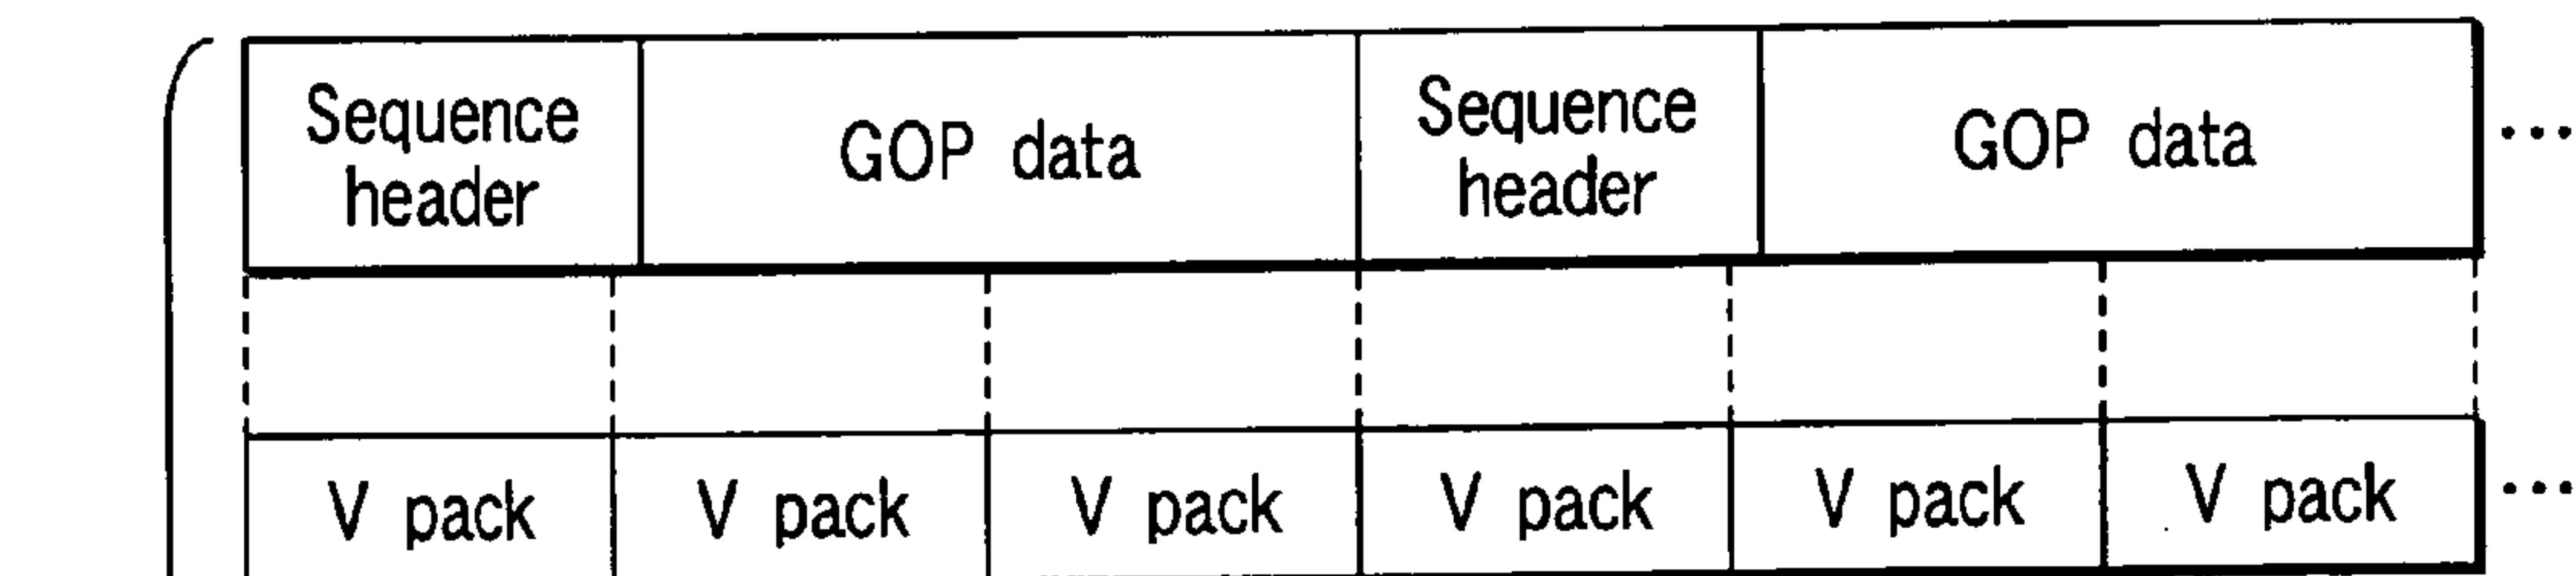 Sequence
header
GOP data
Sequence
header
GOP data
...
V pack
V pack
V pack
V pack
V pack
V pack
...